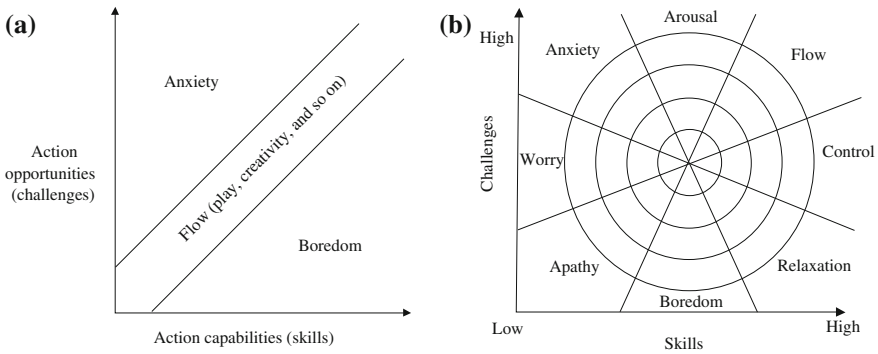 (a)
Anxiety
Action
opportunities
(challenges)
Flow (play, creativity, and so on)
Boredom
Action capabilities (skills)
(b)
High
Anxiety
Arousal
Flow
Challenges
Worry
Control
Apathy
Boredom
Relaxation
Low
Skills
High